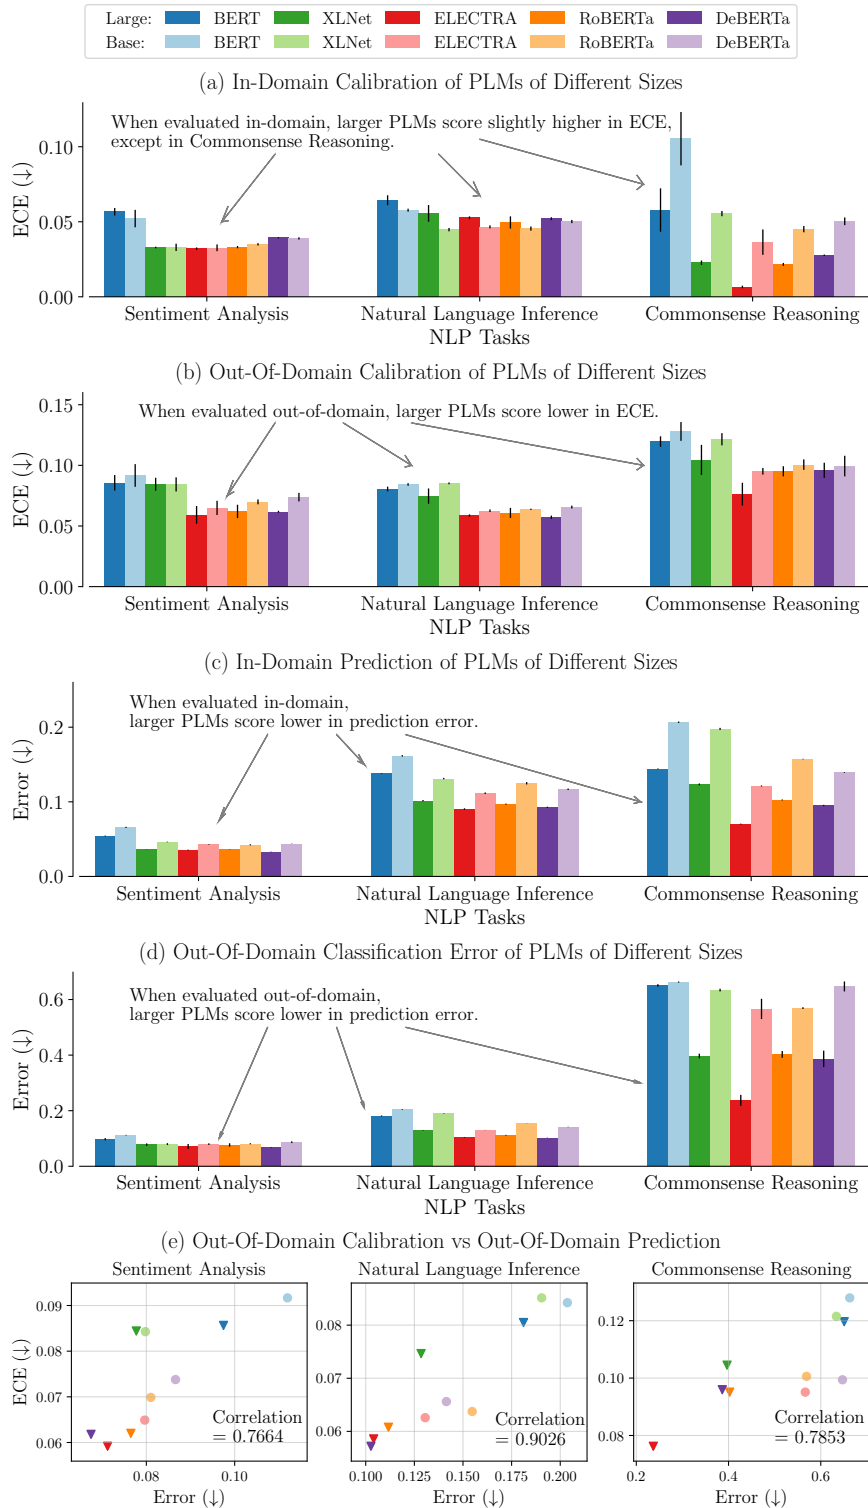 Large: BERT XLNet ELECTRA RoBERTa DeBERTa
Base: BERT XLNet ELECTRA RoBERTa DeBERTa
(a) In-Domain Calibration of PLMs of Different Sizes
When evaluated in-domain, larger PLMs score slightly higher in ECE,
except in Commonsense Reasoning.
ECE (↓)
0.10
0.05
0.00
Sentiment Analysis Natural Language Inference Commonsense Reasoning
NLP Tasks
(b) Out-Of-Domain Calibration of PLMs of Different Sizes
When evaluated out-of-domain, larger PLMs score lower in ECE.
ECE (↓)
0.15
0.10
0.05
0.00
Sentiment Analysis Natural Language Inference Commonsense Reasoning
NLP Tasks
(c) In-Domain Prediction of PLMs of Different Sizes
When evaluated in-domain,
larger PLMs score lower in prediction error.
Error (↓)
0.2
0.1
0.0
Sentiment Analysis Natural Language Inference Commonsense Reasoning
NLP Tasks
(d) Out-Of-Domain Classification Error of PLMs of Different Sizes
When evaluated out-of-domain,
larger PLMs score lower in prediction error.
Error (↓)
0.6
0.4
0.2
0.0
Sentiment Analysis Natural Language Inference Commonsense Reasoning
NLP Tasks
(e) Out-Of-Domain Calibration vs Out-Of-Domain Prediction
Sentiment Analysis
ECE (↓)
0.09
0.08
0.07
0.06
Correlation
= 0.7664
0.08 0.10
Error (↓)
Natural Language Inference
0.08
0.07
0.06
Correlation
= 0.9026
0.100 0.125 0.150 0.175 0.200
Error (↓)
Commonsense Reasoning
0.12
0.10
0.08
Correlation
= 0.7853
0.2 0.4 0.6
Error (↓)